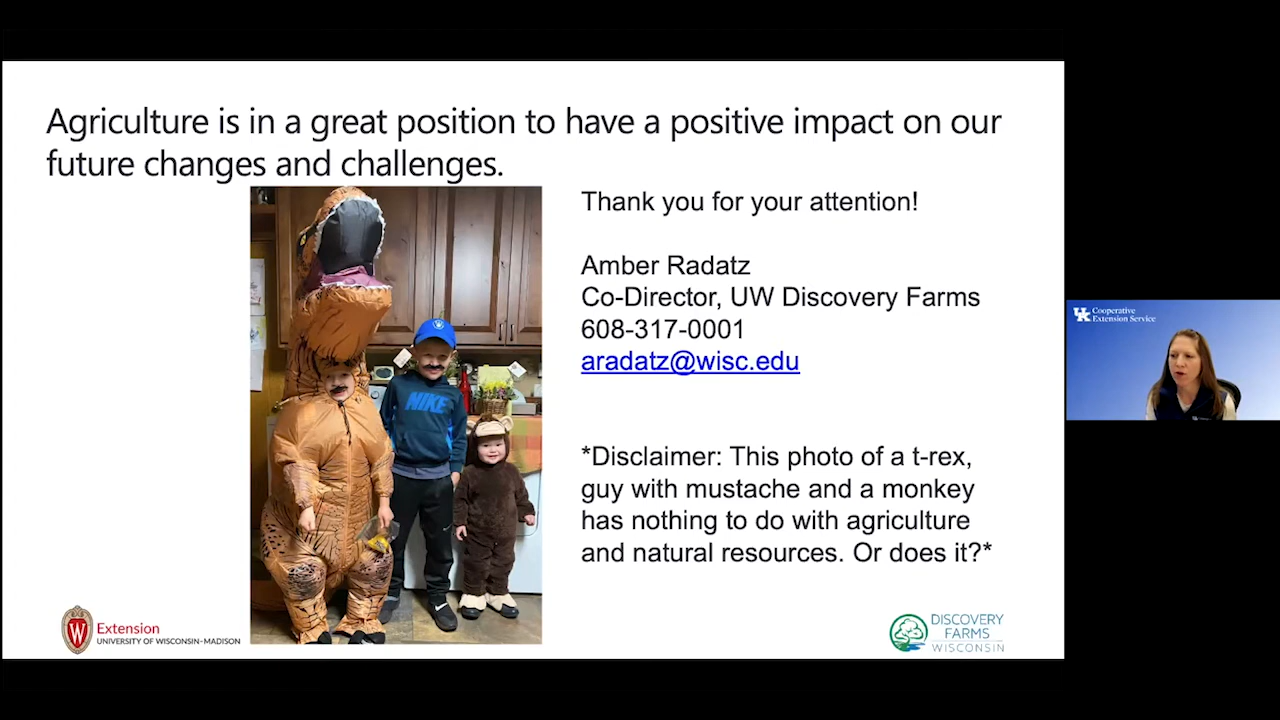 Agriculture is in a great position to have a positive impact on our
future changes and challenges.
Thank you for your attention!
Amber Radatz
Co-Director, UW Discovery Farms
608-317-0001
aradatz@wisc.edu
*Disclaimer: This photo of a t-rex,
guy with mustache and a monkey
has nothing to do with agriculture
and natural resources. Or does it?*
NIKE
Extension
UNIVERSITY OF WISCONSIN-MADISON
DISCOVERY
FARMS
WISCONSIN
UK
Cooperative
Extension Service